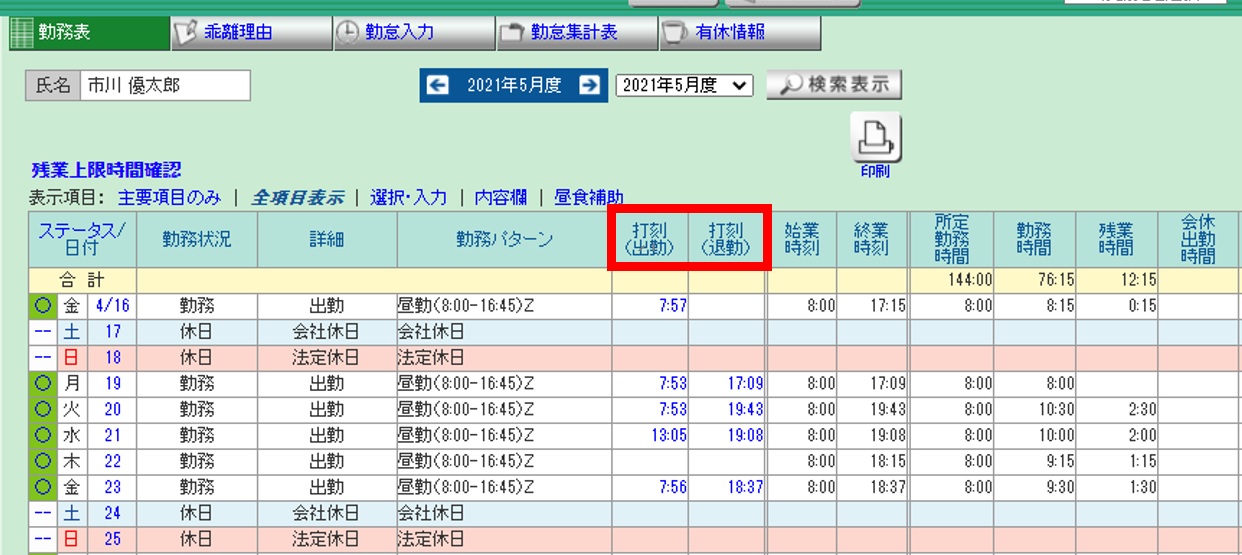 勤務表 乖離理由 勤怠入力 勤怠集計表 有休情報
氏名 市川 優太郎 2021年5月度 2021年5月度 検索表示
印刷
残業上限時間確認
表示項目: 主要項目のみ | 全項目表示 | 選択・入力 | 内容欄 | 昼食補助
ステータス/日付 勤務状況 詳細 勤務パターン 打刻(出勤) 打刻(退勤) 始業時刻 終業時刻 所定勤務時間 勤務時間 残業時間 会休出勤時間
合計 144:00 76:15 12:15
○ 金 4/16 勤務 出勤 昼勤(8:00-16:45)Z 7:57 8:00 17:15 8:00 8:15 0:15
-- 土 17 休日 会社休日 会社休日
-- 日 18 休日 法定休日 法定休日
○ 月 19 勤務 出勤 昼勤(8:00-16:45)Z 7:53 17:09 8:00 17:09 8:00 8:00
○ 火 20 勤務 出勤 昼勤(8:00-16:45)Z 7:53 19:43 8:00 19:43 8:00 10:30 2:30
○ 水 21 勤務 出勤 昼勤(8:00-16:45)Z 13:05 19:08 8:00 19:08 8:00 10:00 2:00
○ 木 22 勤務 出勤 昼勤(8:00-16:45)Z 8:00 18:15 8:00 9:15 1:15
○ 金 23 勤務 出勤 昼勤(8:00-16:45)Z 7:56 18:37 8:00 18:37 8:00 9:30 1:30
-- 土 24 休日 会社休日 会社休日
-- 日 25 休日 法定休日 法定休日